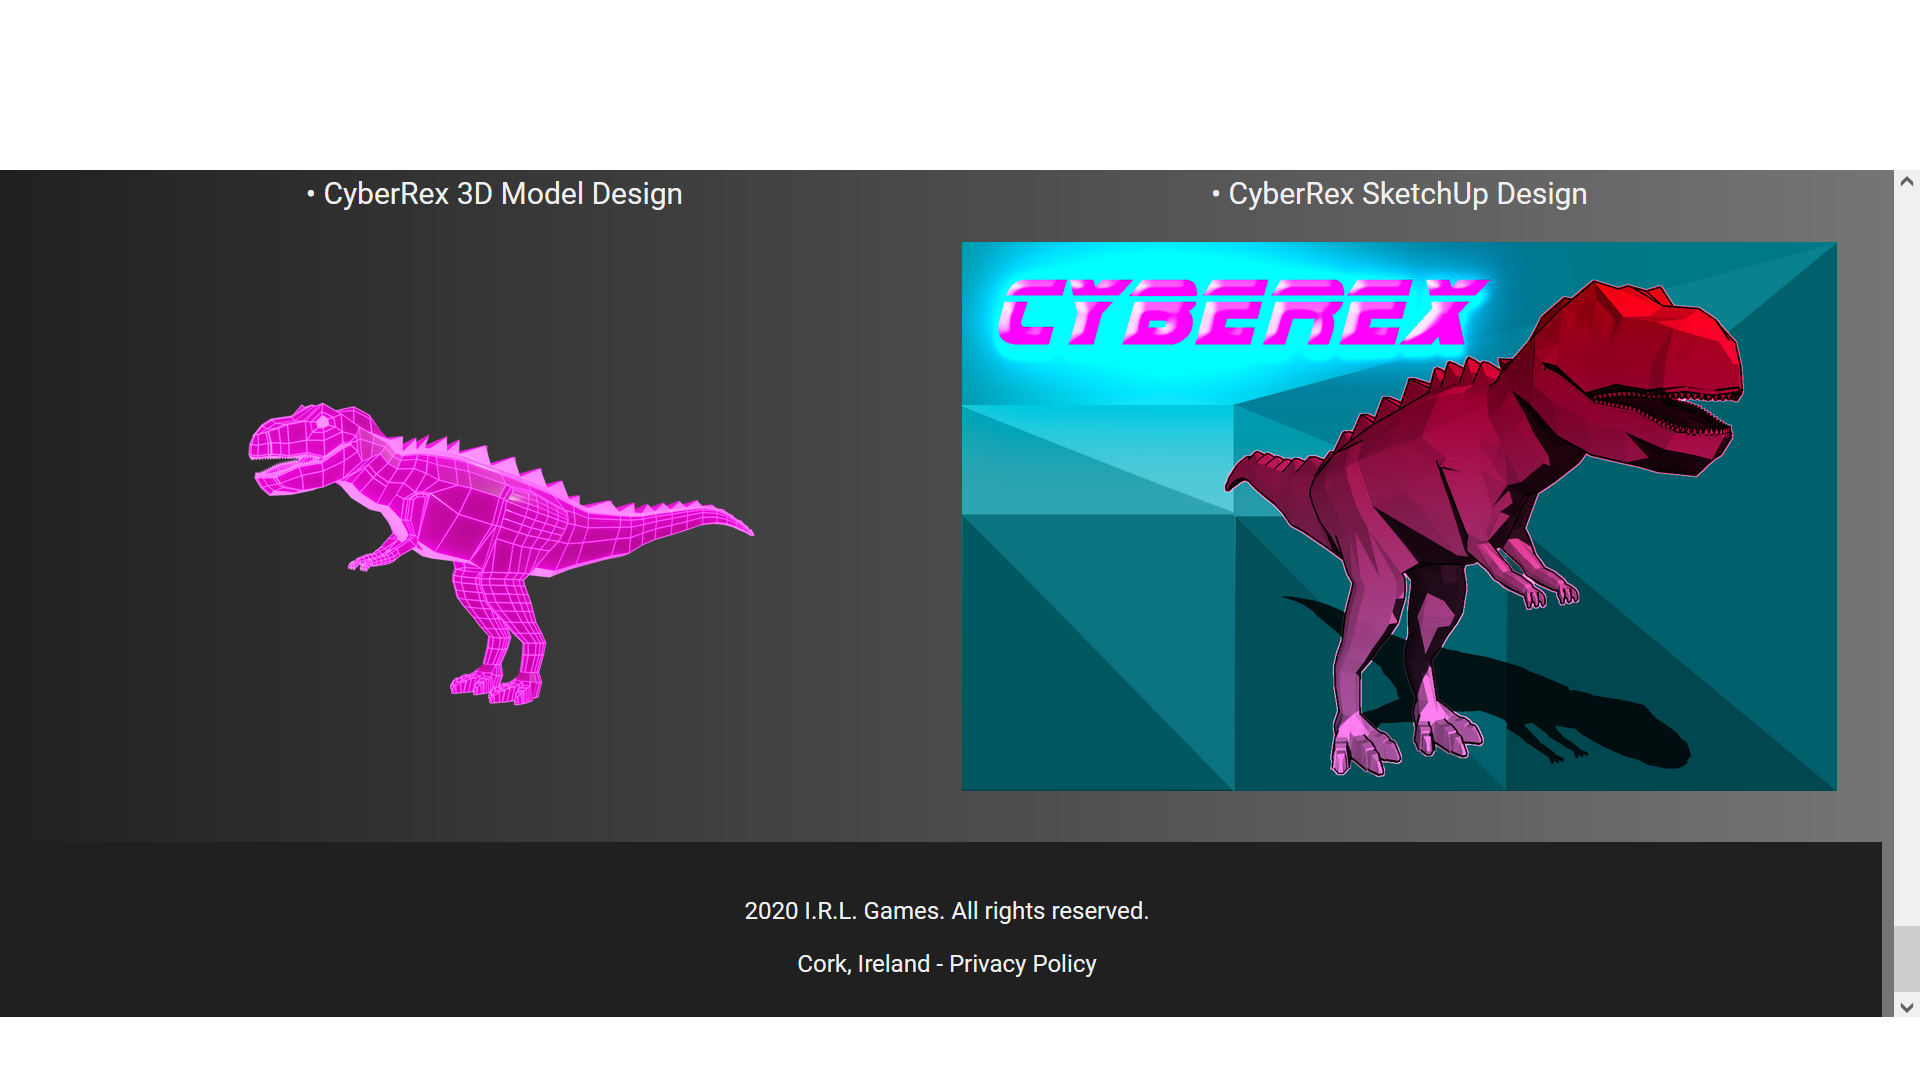 • CyberRex 3D Model Design
• CyberRex SketchUp Design
CYBEREX
2020 I.R.L. Games. All rights reserved.
Cork, Ireland - Privacy Policy